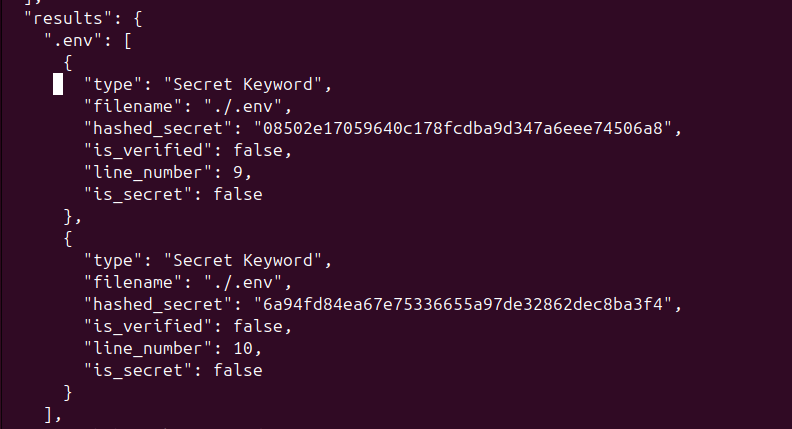 ],
"results": {
".env": [
{
"type": "Secret Keyword",
"filename": "./.env",
"hashed_secret": "08502e17059640c178fcdba9d347a6eee74506a8",
"is_verified": false,
"line_number": 9,
"is_secret": false
},
{
"type": "Secret Keyword",
"filename": "./.env",
"hashed_secret": "6a94fd84ea67e75336655a97de32862dec8ba3f4",
"is_verified": false,
"line_number": 10,
"is_secret": false
}
],